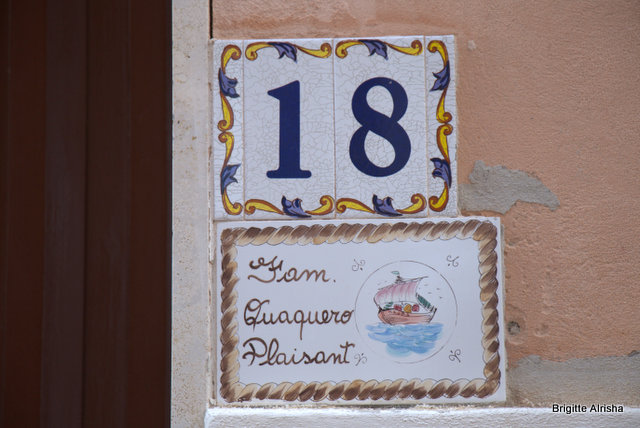 18
Fam.
Quaquero
Plaisant
Brigitte Alrisha